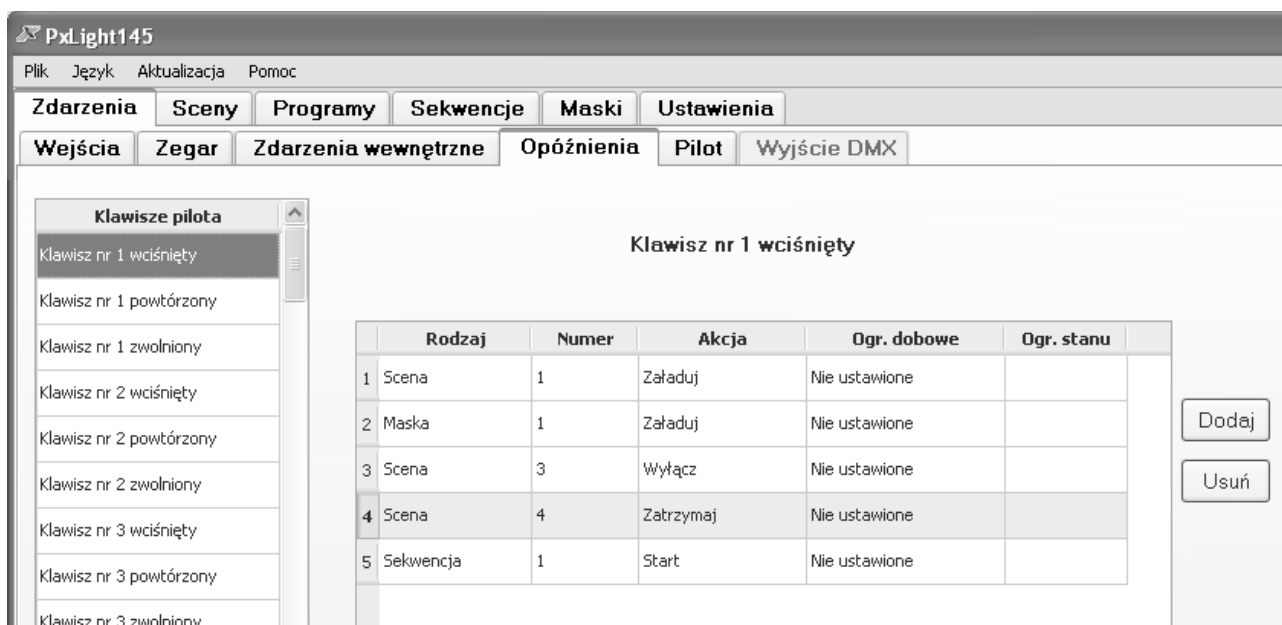 PxLight145
Plik Język Aktualizacja Pomoc
Zdarzenia Sceny Programy Sekwencje Maski Ustawienia
Wejścia Zegar Zdarzenia wewnętrzne Opóźnienia Pilot Wyjście DMX
Klawisze pilota
Klawisz nr 1 wciśnięty
Klawisz nr 1 powtórzony
Klawisz nr 1 zwolniony
Klawisz nr 2 wciśnięty
Klawisz nr 2 powtórzony
Klawisz nr 2 zwolniony
Klawisz nr 3 wciśnięty
Klawisz nr 3 powtórzony
Klawisz nr 3 zwolniony
Klawisz nr 1 wciśnięty
Rodzaj Numer Akcja Ogr. dobowe Ogr. stanu
1 Scena 1 Załaduj Nie ustawione
2 Maska 1 Załaduj Nie ustawione
3 Scena 3 Wyłącz Nie ustawione
4 Scena 4 Zatrzymaj Nie ustawione
5 Sekwencja 1 Start Nie ustawione
Dodaj
Usuń